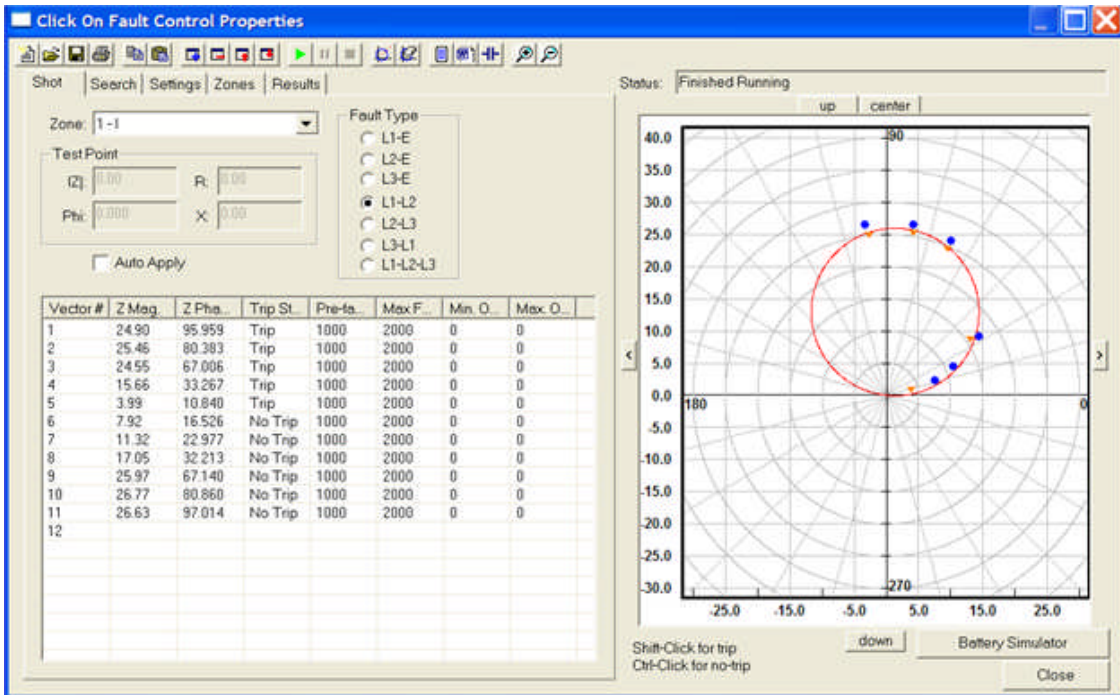 Click On Fault Control Properties
Shot Search Settings Zones Results
Zone: 1 -1
Test Point
|Z|: 0.00 R: 0.00
Phi: 0.000 X: 0.00
Auto Apply
Fault Type
L1-E
L2-E
L3-E
L1-L2
L2-L3
L3-L1
L1-L2-L3
Vector # Z Mag. Z Pha... Trip St... Pre-fa... Max F... Min. O... Max. O...
1 24.90 95.959 Trip 1000 2000 0 0
2 25.46 80.383 Trip 1000 2000 0 0
3 24.55 67.006 Trip 1000 2000 0 0
4 15.66 33.267 Trip 1000 2000 0 0
5 3.99 10.840 Trip 1000 2000 0 0
6 7.92 16.526 No Trip 1000 2000 0 0
7 11.32 22.977 No Trip 1000 2000 0 0
8 17.05 32.213 No Trip 1000 2000 0 0
9 25.97 67.140 No Trip 1000 2000 0 0
10 26.77 80.860 No Trip 1000 2000 0 0
11 26.63 97.014 No Trip 1000 2000 0 0
12
Status: Finished Running
up center
40.0
35.0
30.0
25.0
20.0
15.0
10.0
5.0
0.0
-5.0
-10.0
-15.0
-20.0
-25.0
-30.0
90
180
0
270
-25.0 -15.0 -5.0 5.0 15.0 25.0
<
>
down
Shift-Click for trip
Ctrl-Click for no-trip
Battery Simulator
Close